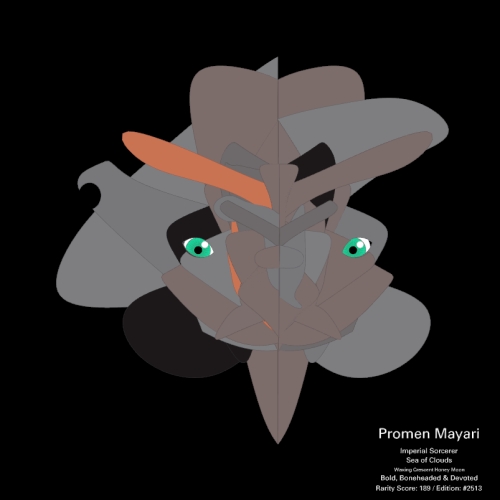 Promen Mayari
Imperial Sorcerer
Sea of Clouds
Waxing Crescent Honey Moon
Bold, Boneheaded & Devoted
Rarity Score: 189 / Edition: #2513